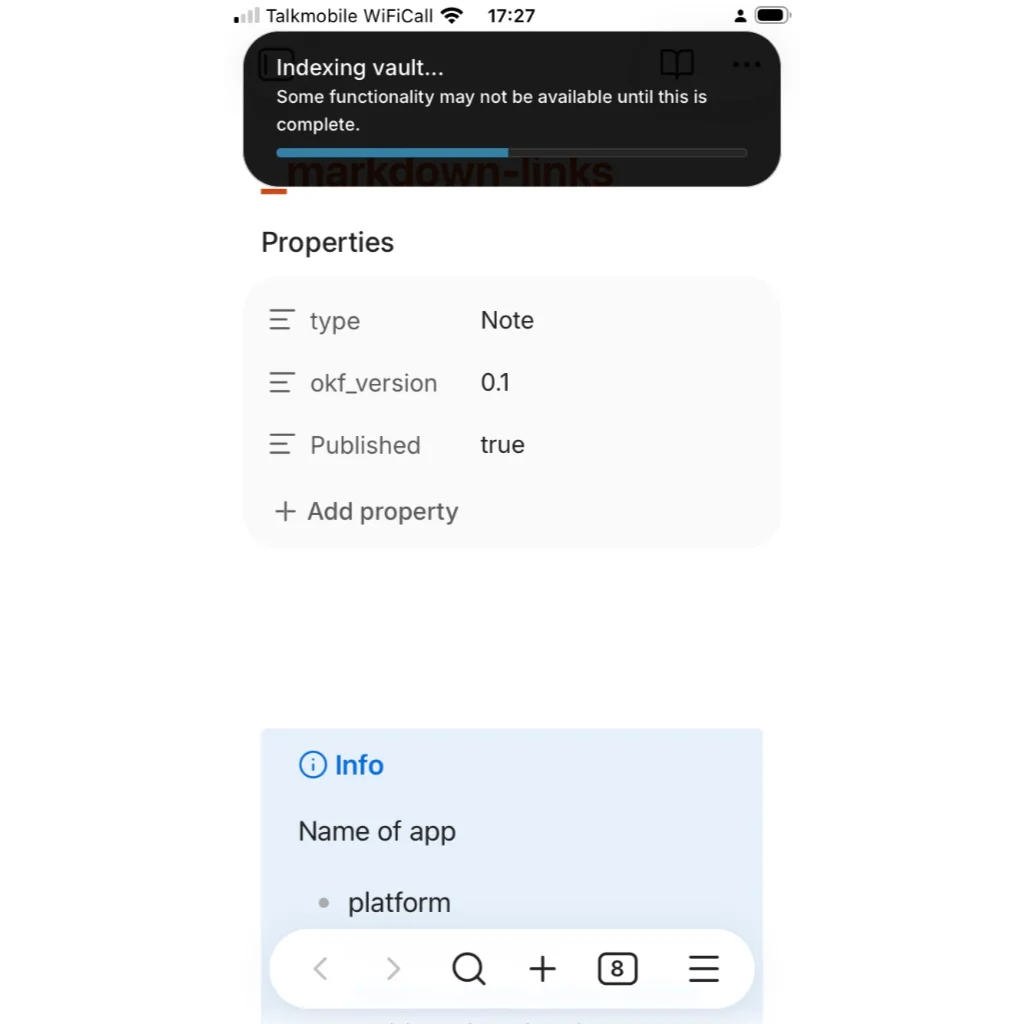 Talkmobile WiFiCall 17:27
Indexing vault...
Some functionality may not be available until this is
complete.
markdown-links
Properties
type Note
okf_version 0.1
Published true
+ Add property
Info
Name of app
platform
8